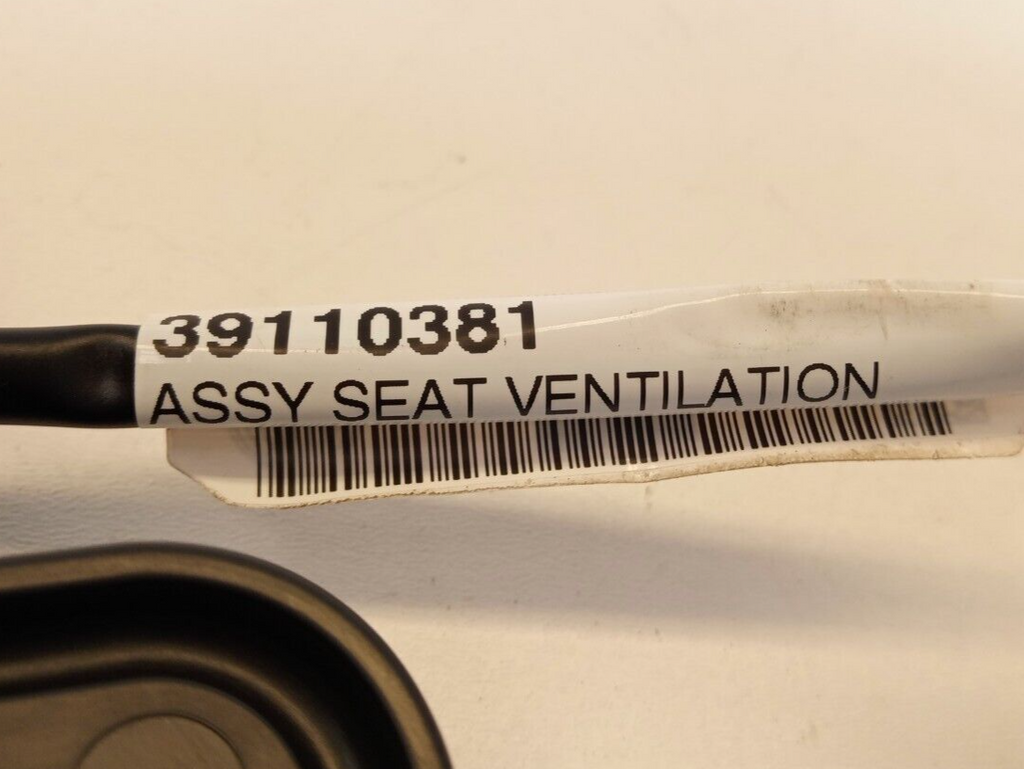 39110381
ASSY SEAT VENTILATION